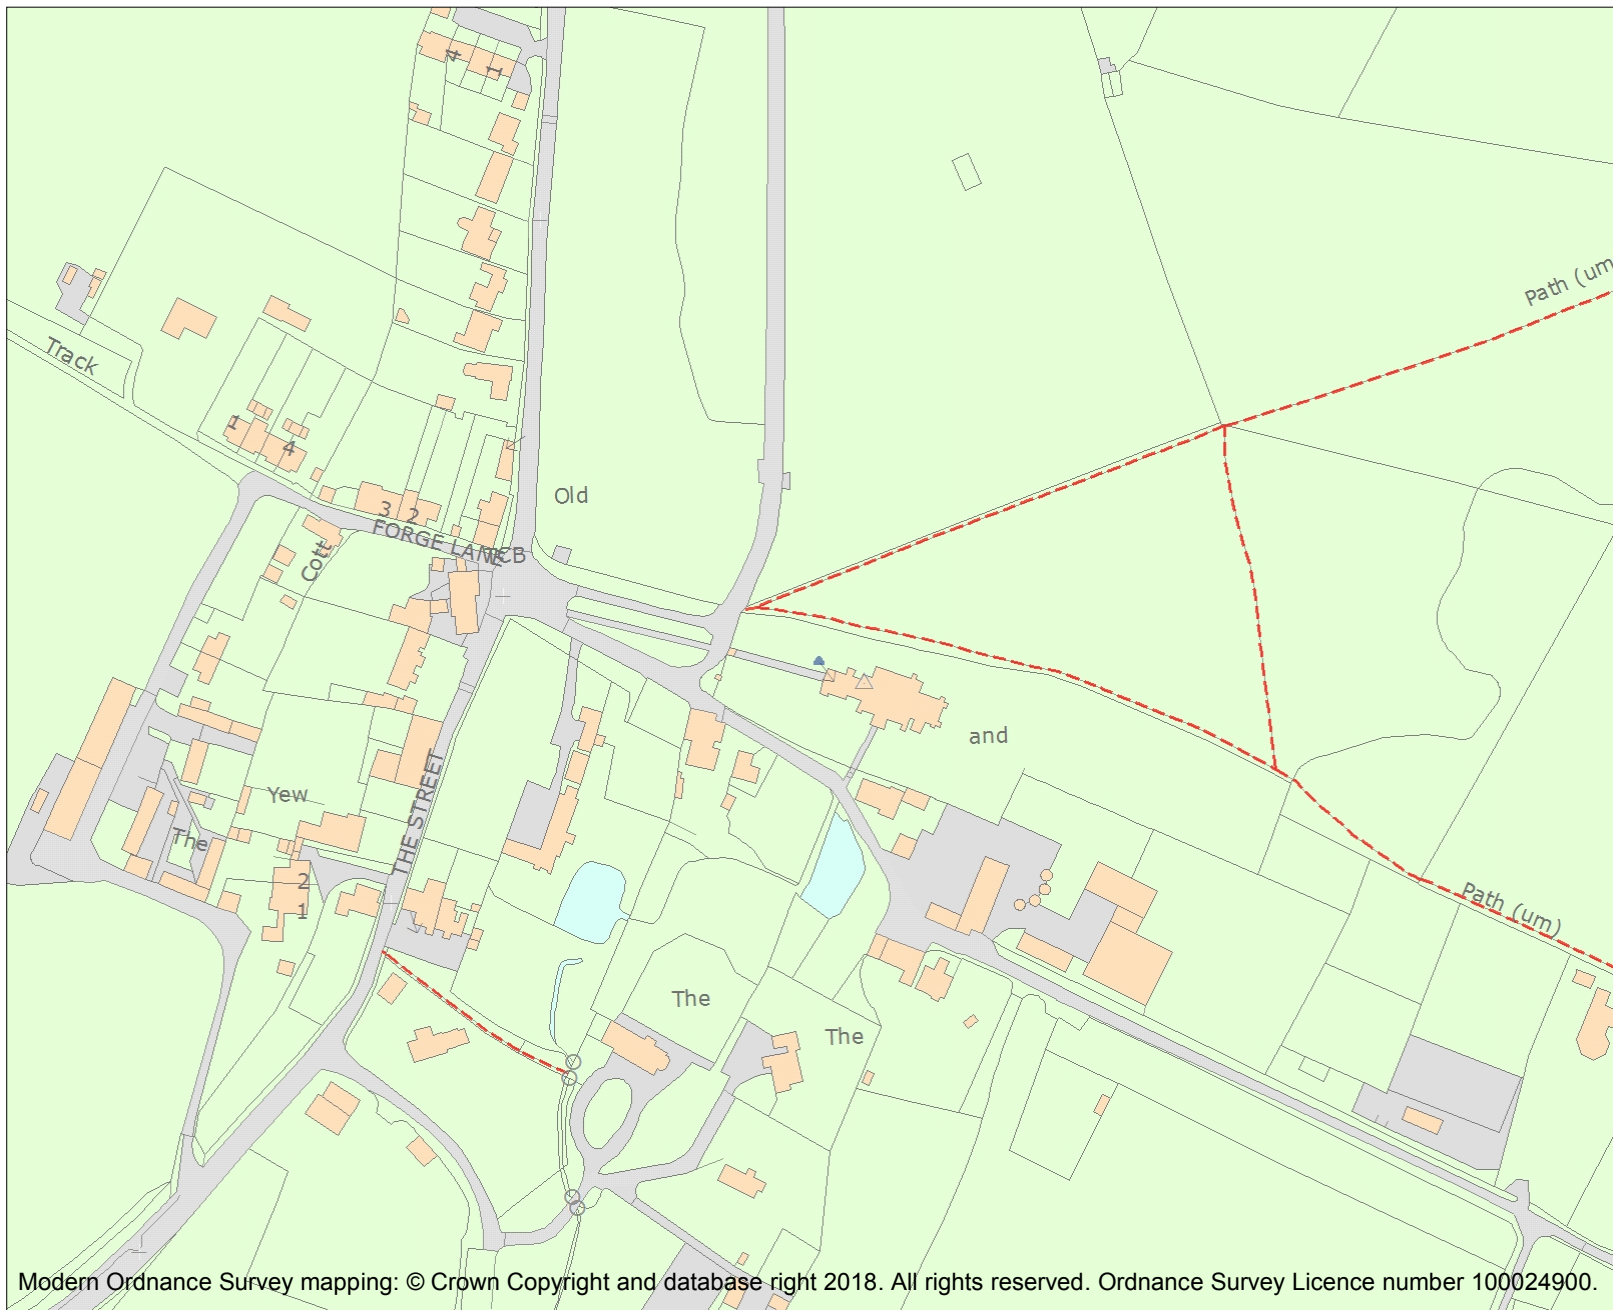 4
1
Path (um
Track
1
4
Old
3 2
FORGE LANE
TCB
Cott
and
Yew
The
THE STREET
2
1
Path (um)
The
The
Modern Ordnance Survey mapping: © Crown Copyright and database right 2018. All rights reserved. Ordnance Survey Licence number 100024900.